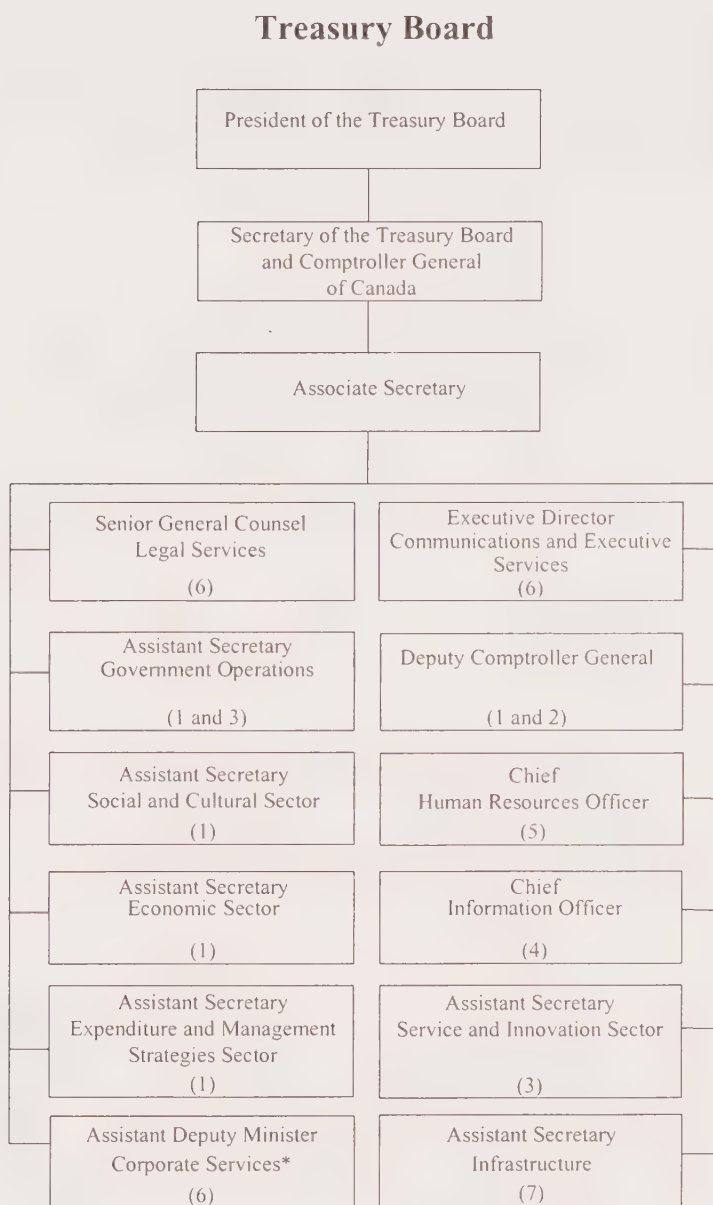 Treasury Board
President of the Treasury Board
Secretary of the Treasury Board
and Comptroller General
of Canada
Associate Secretary
Senior General Counsel
Legal Services
(6)
Executive Director
Communications and Executive
Services
(6)
Assistant Secretary
Government Operations
(1 and 3)
Deputy Comptroller General
(1 and 2)
Assistant Secretary
Social and Cultural Sector
(1)
Chief
Human Resources Officer
(5)
Assistant Secretary
Economic Sector
(1)
Chief
Information Officer
(4)
Assistant Secretary
Expenditure and Management
Strategies Sector
(1)
Assistant Secretary
Service and Innovation Sector
(3)
Assistant Deputy Minister
Corporate Services*
(6)
Assistant Secretary
Infrastructure
(7)